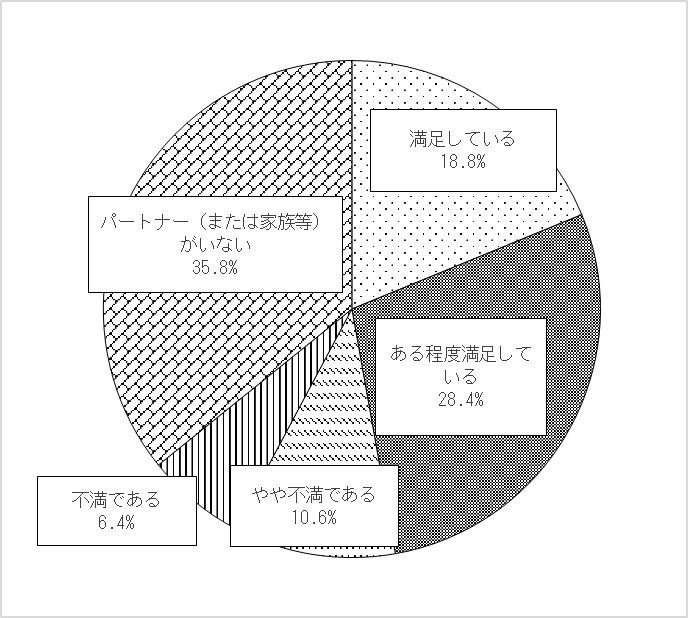 満足している
18.8%
ある程度満足して
いる
28.4%
やや不満である
10.6%
不満である
6.4%
パートナー（または家族等）
がいない
35.8%